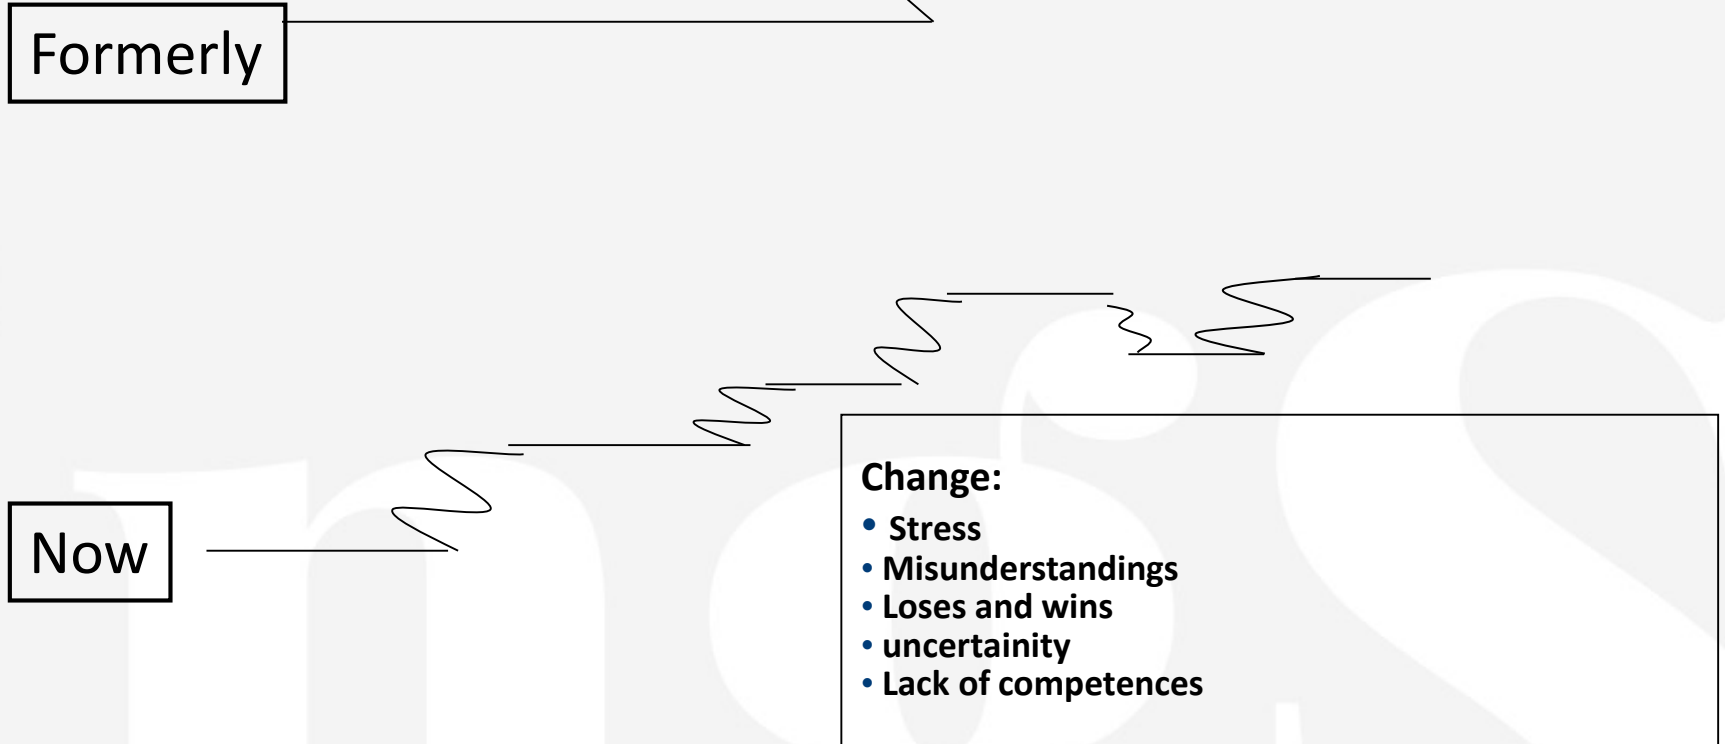 Formerly
Now
Change:
• Stress
• Misunderstandings
• Loses and wins
• uncertainity
• Lack of competences